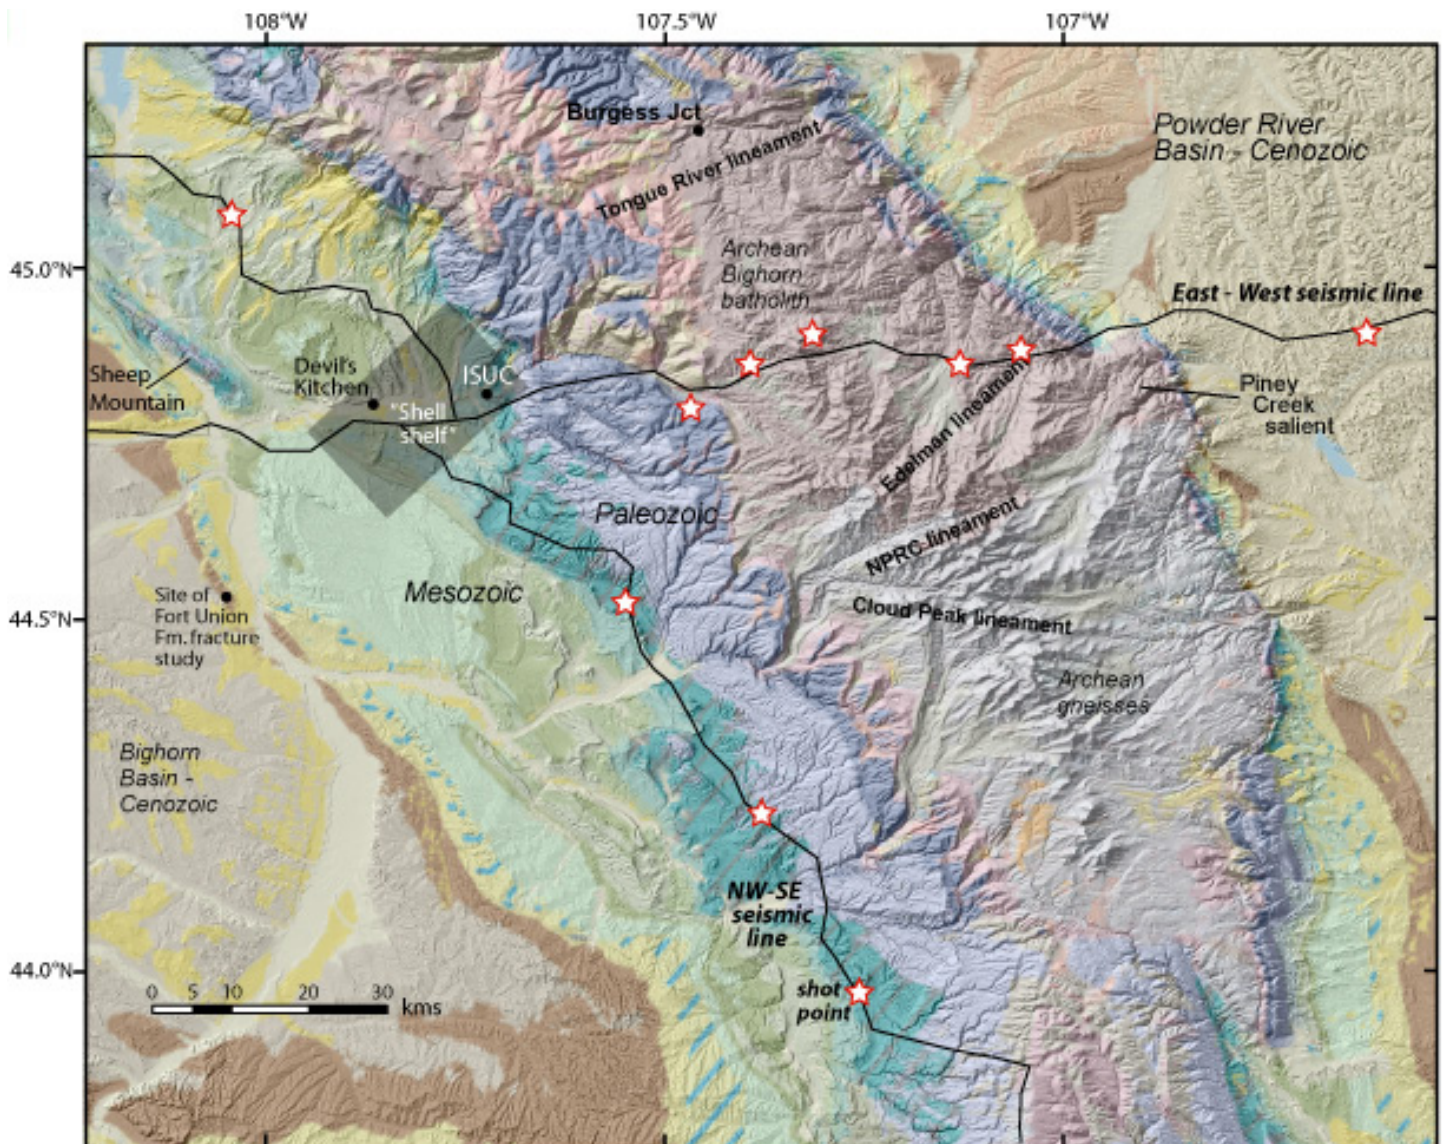 108°W
107.5°W
107°W
Burgess Jct
Tongue River lineament
Powder River
Basin - Cenozoic
Archean
Bighorn
batholith
45.0°N
East - West seismic line
Sheep
Mountain
Devil's
Kitchen
ISUC
"Shell
shelf"
Piney
Creek
salient
Edelman lineament
Paleozoic
NPRC lineament
Mesozoic
Site of
Fort Union
Fm. fracture
study
44.5°N
Cloud Peak lineament
Archean
gneisses
Bighorn
Basin -
Cenozoic
NW-SE
seismic
line
44.0°N
shot
point
0 5 10 20 30 kms